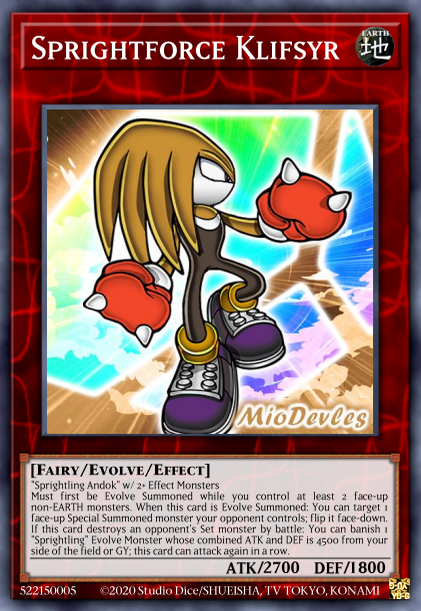 Sprightforce Klifsyr
EARTH
地
MioDevles
[Fairy/Evolve/Effect]
"Sprightling Andok" w/ 2+ Effect Monsters
Must first be Evolve Summoned while you control at least 2 face-up
non-EARTH monsters. When this card is Evolve Summoned: You can target 1
face-up Special Summoned monster your opponent controls; flip it face-down.
If this card destroys an opponent's Set monster by battle: You can banish 1
"Sprightling" Evolve Monster whose combined ATK and DEF is 4500 from your
side of the field or GY; this card can attack again in a row.
ATK/2700 DEF/1800
522150005 ©2020 Studio Dice/SHUEISHA, TV TOKYO, KONAMI